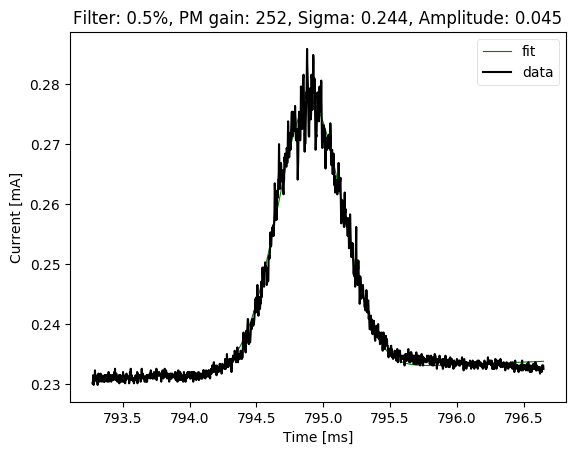 Filter: 0.5%, PM gain: 252, Sigma: 0.244, Amplitude: 0.045
fit
data
0.28
0.27
0.26
0.25
0.24
0.23
Current [mA]
793.5 794.0 794.5 795.0 795.5 796.0 796.5
Time [ms]